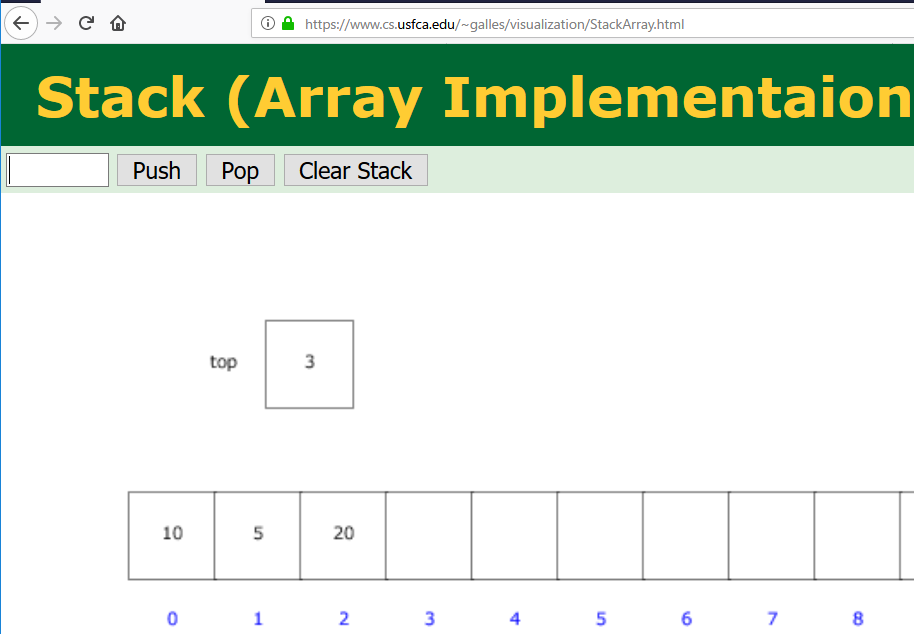 https://www.cs.usfca.edu/~galles/visualization/StackArray.html
Stack (Array Implementaion
Push Pop Clear Stack
top 3
10 5 20
0 1 2 3 4 5 6 7 8